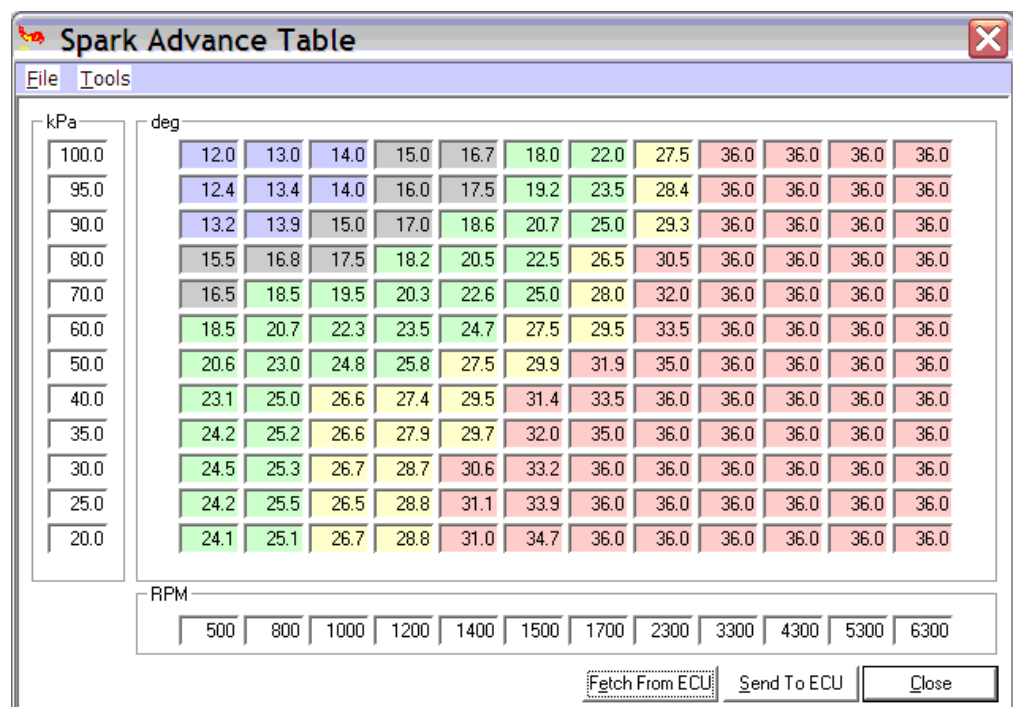 Spark Advance Table
File Tools
kPa deg
100.0 12.0 13.0 14.0 15.0 16.7 18.0 22.0 27.5 36.0 36.0 36.0 36.0
95.0 12.4 13.4 14.0 16.0 17.5 19.2 23.5 28.4 36.0 36.0 36.0 36.0
90.0 13.2 13.9 15.0 17.0 18.6 20.7 25.0 29.3 36.0 36.0 36.0 36.0
80.0 15.5 16.8 17.5 18.2 20.5 22.5 26.5 30.5 36.0 36.0 36.0 36.0
70.0 16.5 18.5 19.5 20.3 22.6 25.0 28.0 32.0 36.0 36.0 36.0 36.0
60.0 18.5 20.7 22.3 23.5 24.7 27.5 29.5 33.5 36.0 36.0 36.0 36.0
50.0 20.6 23.0 24.8 25.8 27.5 29.9 31.9 35.0 36.0 36.0 36.0 36.0
40.0 23.1 25.0 26.6 27.4 29.5 31.4 33.5 36.0 36.0 36.0 36.0 36.0
35.0 24.2 25.2 26.6 27.9 29.7 32.0 35.0 36.0 36.0 36.0 36.0 36.0
30.0 24.5 25.3 26.7 28.7 30.6 33.2 36.0 36.0 36.0 36.0 36.0 36.0
25.0 24.2 25.5 26.5 28.8 31.1 33.9 36.0 36.0 36.0 36.0 36.0 36.0
20.0 24.1 25.1 26.7 28.8 31.0 34.7 36.0 36.0 36.0 36.0 36.0 36.0
RPM
500 800 1000 1200 1400 1500 1700 2300 3300 4300 5300 6300
Fetch From ECU Send To ECU Close